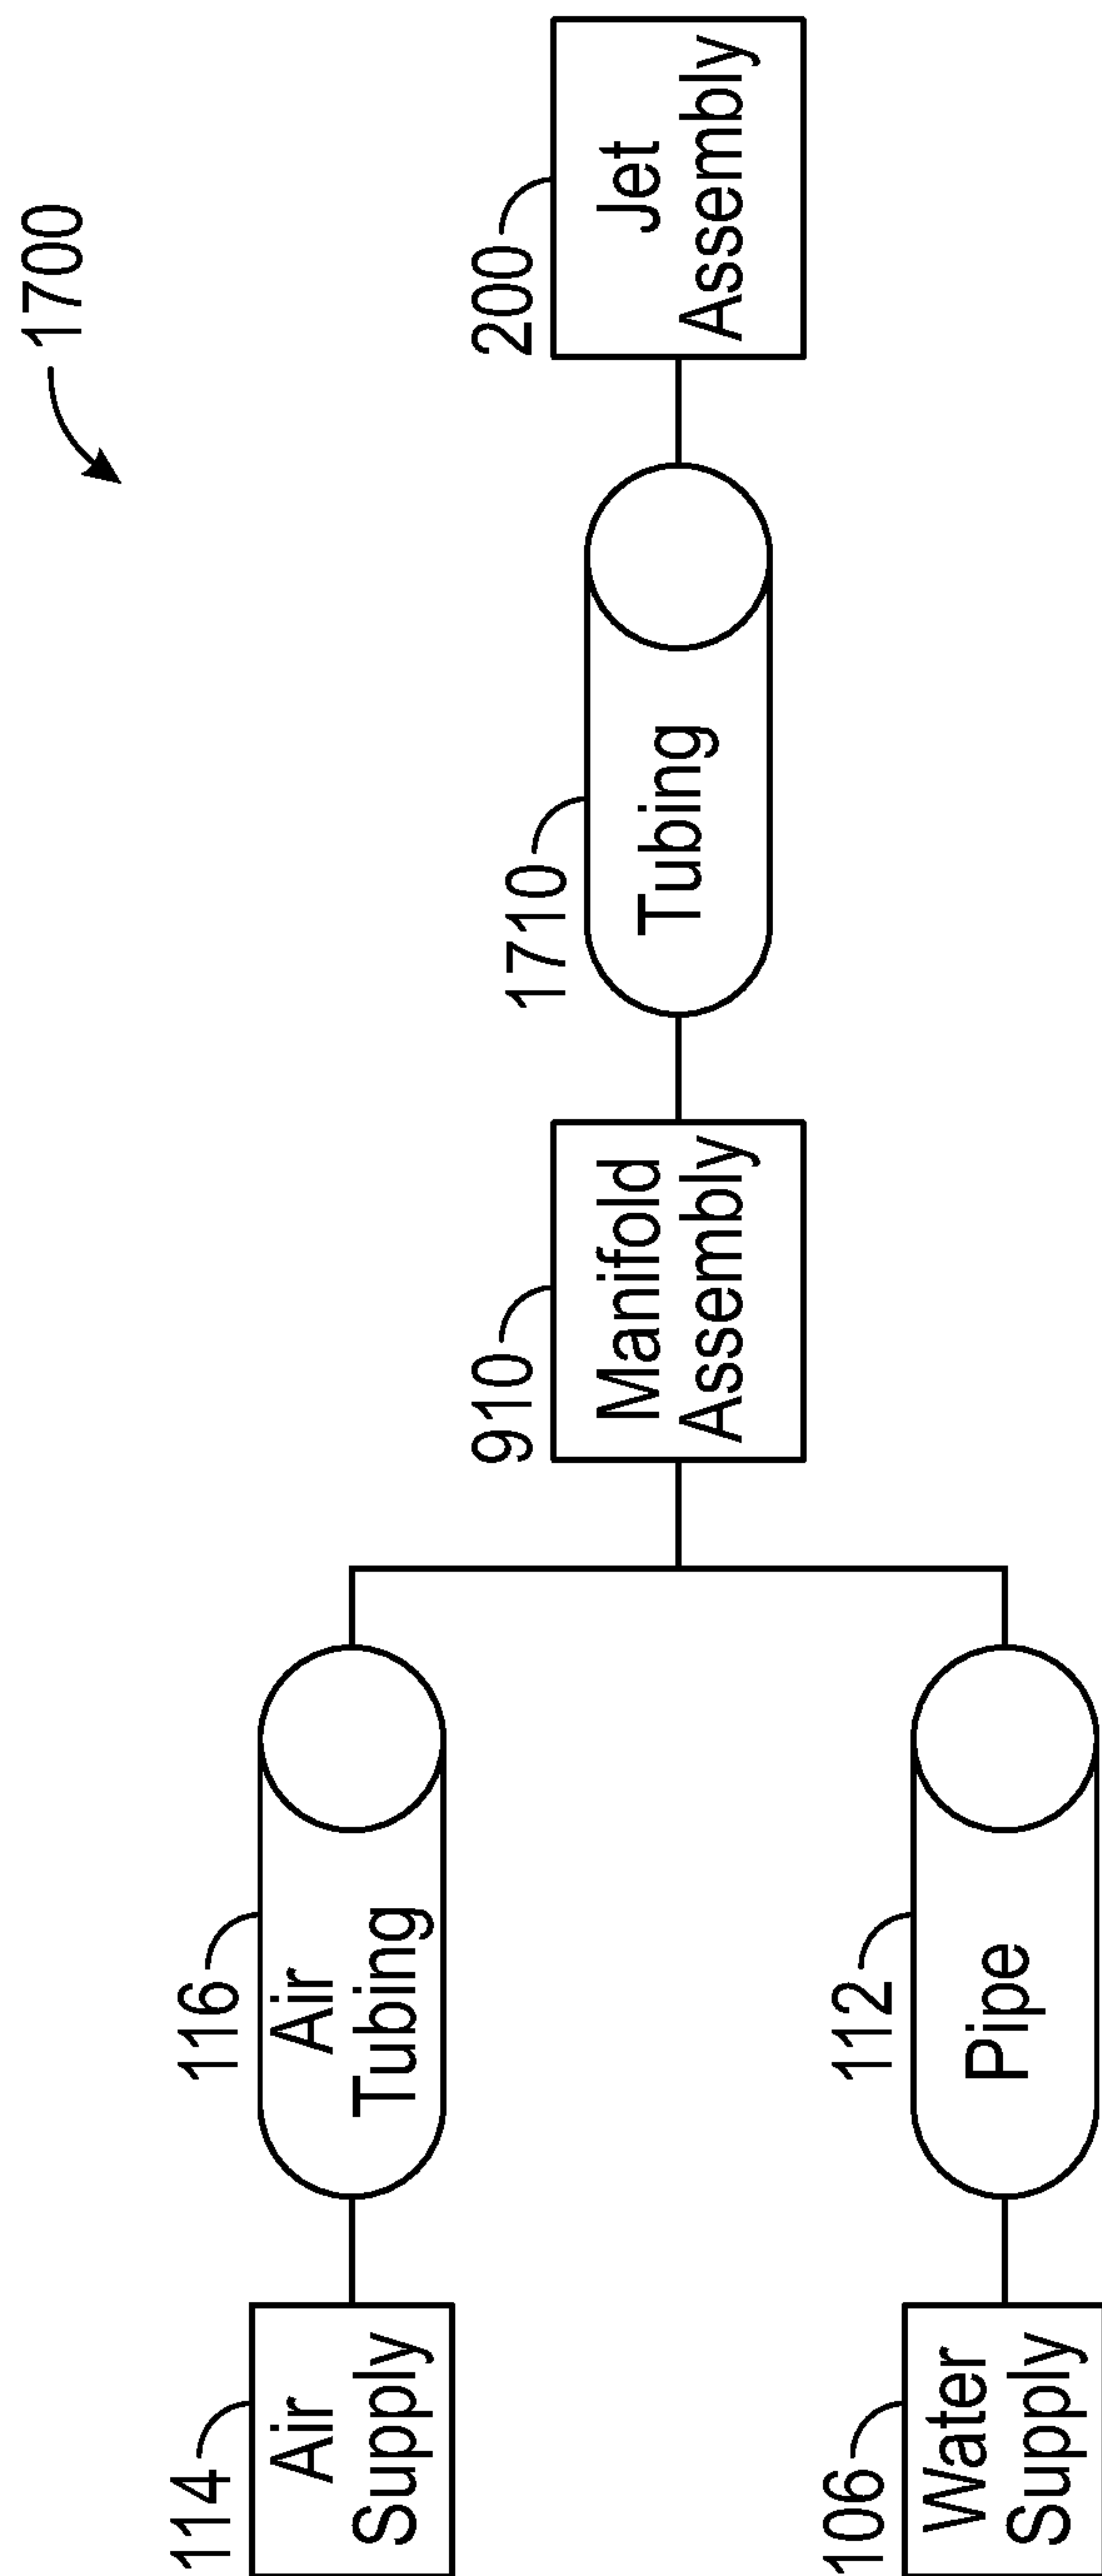 1700
114
Air
Supply
116
Air
Tubing
910
Manifold
Assembly
1710
Tubing
200
Jet
Assembly
106
Water
Supply
112
Pipe